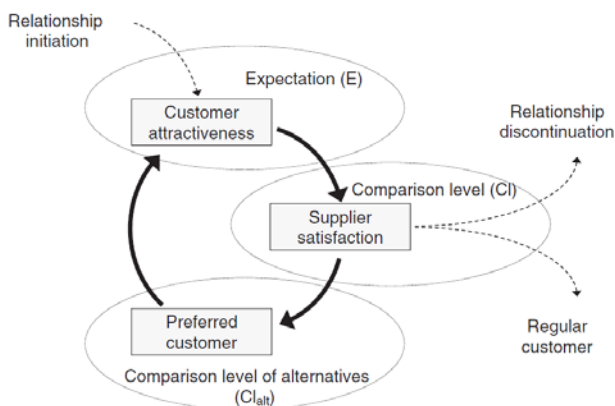 Relationship
initiation
Expectation (E)
Customer
attractiveness
Relationship
discontinuation
Comparison level (Cl)
Supplier
satisfaction
Preferred
customer
Regular
customer
Comparison level of alternatives
(Cl_alt)